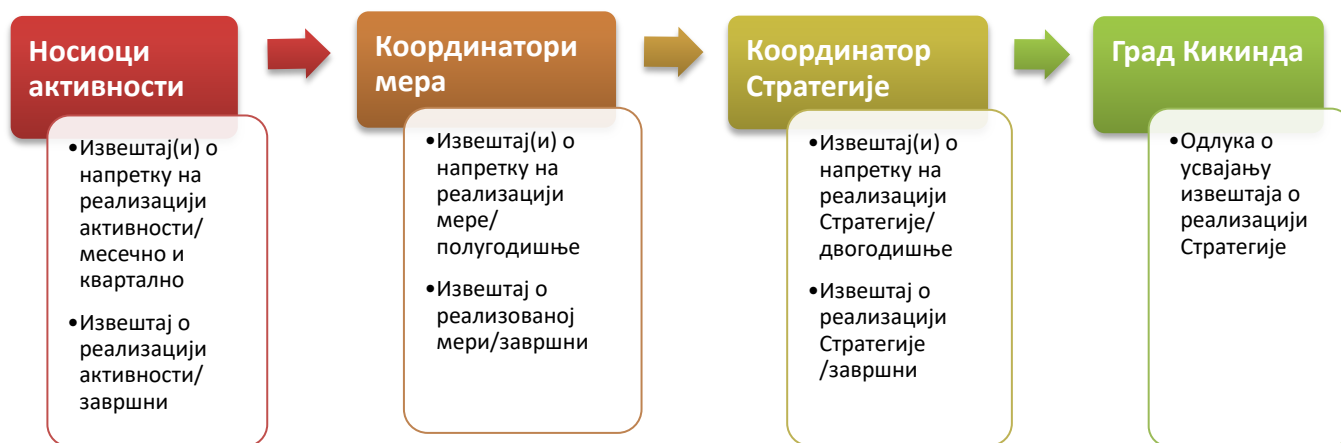 Носиоци
активности
•Извештај(и) о
напретку на
реализацији
активности/
месечно и
квартално
•Извештај о
реализацији
активности/
завршни
Координатори
мера
•Извештај(и) о
напретку на
реализацији
мере/
полугодишње
•Извештај о
реализованој
мери/завршни
Координатор
Стратегије
•Извештај(и) о
напретку на
реализацији
Стратегије/
двогодишње
•Извештај о
реализацији
Стратегије
/завршни
Град Кикинда
•Одлука о
усвајању
извештаја о
реализацији
Стратегије